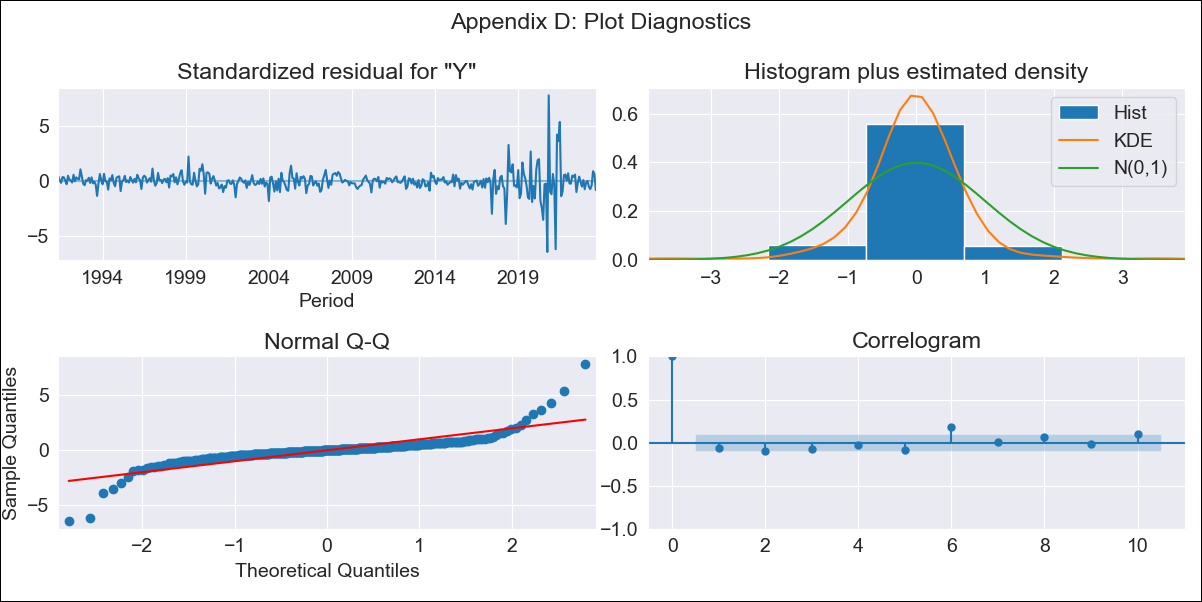 Appendix D: Plot Diagnostics
Standardized residual for "Y"
5
0
−5
1994 1999 2004 2009 2014 2019
Period
Histogram plus estimated density
0.6
0.4
0.2
0.0
−3 −2 −1 0 1 2 3
Hist
KDE
N(0,1)
Normal Q-Q
Sample Quantiles
5
0
−5
−2 −1 0 1 2
Theoretical Quantiles
Correlogram
1.0
0.5
0.0
−0.5
−1.0
0 2 4 6 8 10